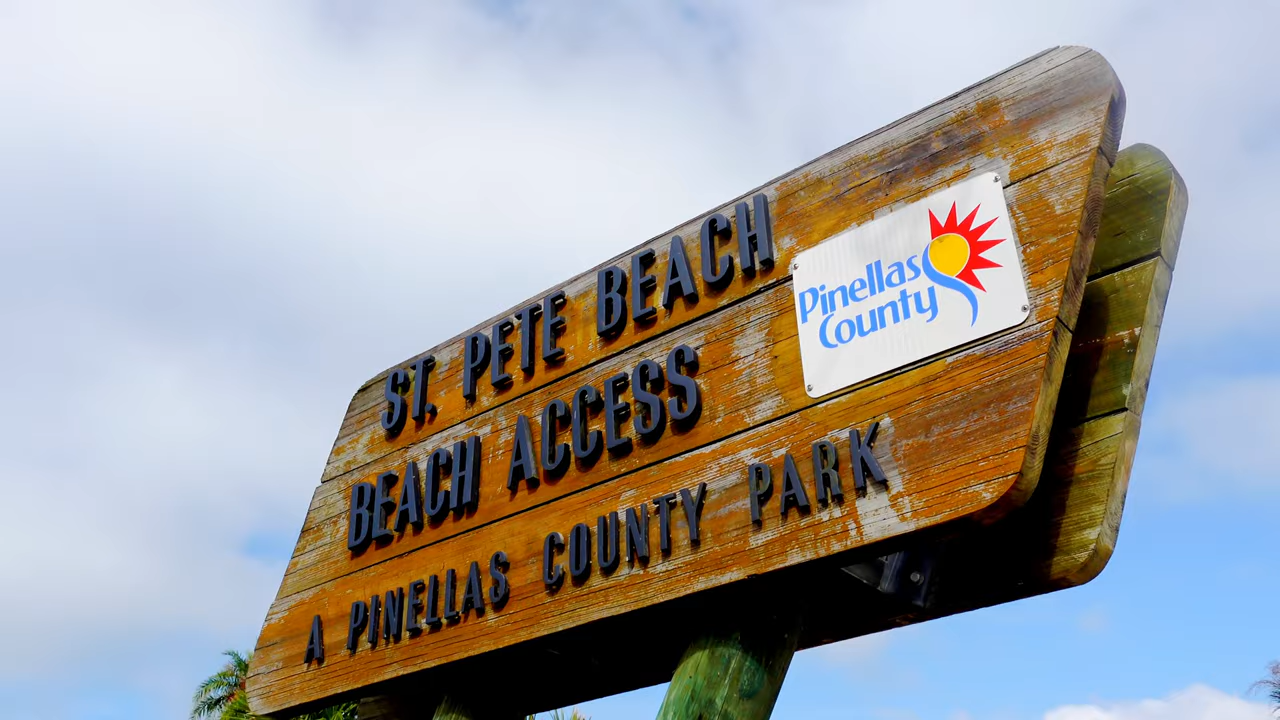 ST. PETE BEACH
BEACH ACCESS
A PINELLAS COUNTY PARK
Pinellas
County